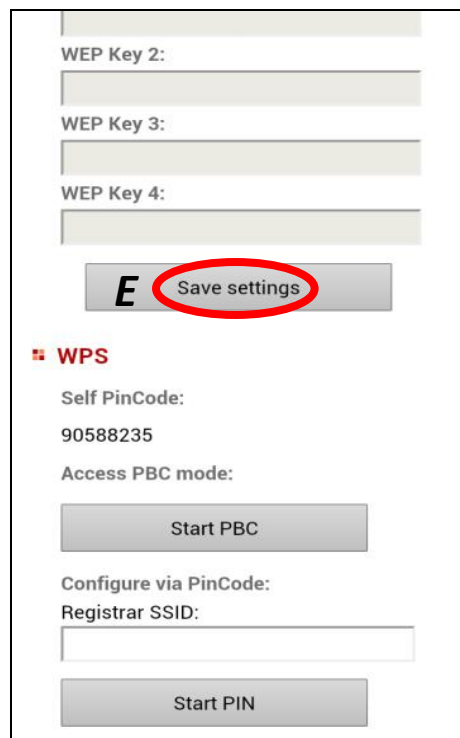 WEP Key 2:
WEP Key 3:
WEP Key 4:
E Save settings
WPS
Self PinCode:
90588235
Access PBC mode:
Start PBC
Configure via PinCode:
Registrar SSID:
Start PIN